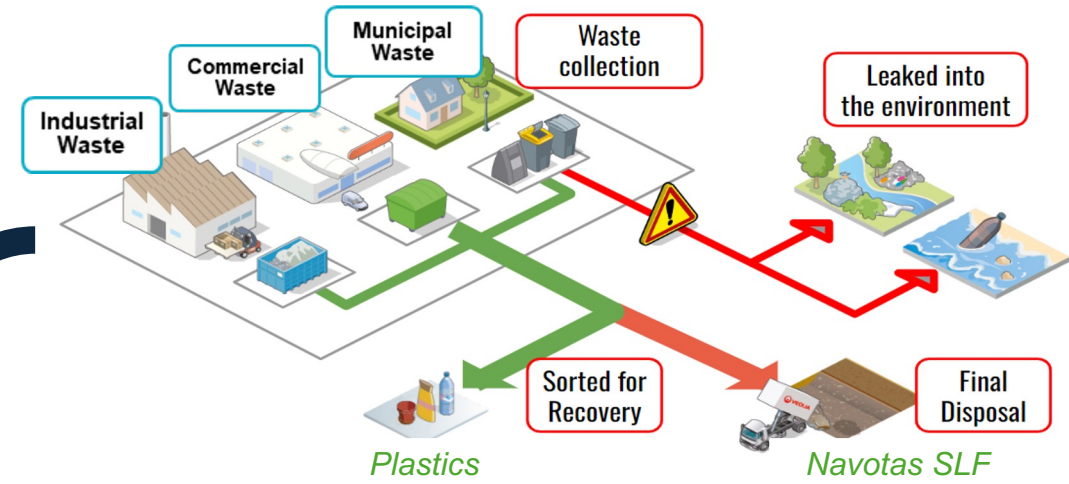 Municipal
Waste
Waste
collection
Commercial
Waste
Leaked into
the environment
Industrial
Waste
!
Sorted for
Recovery
VEOLIA
Final
Disposal
Plastics
Navotas SLF